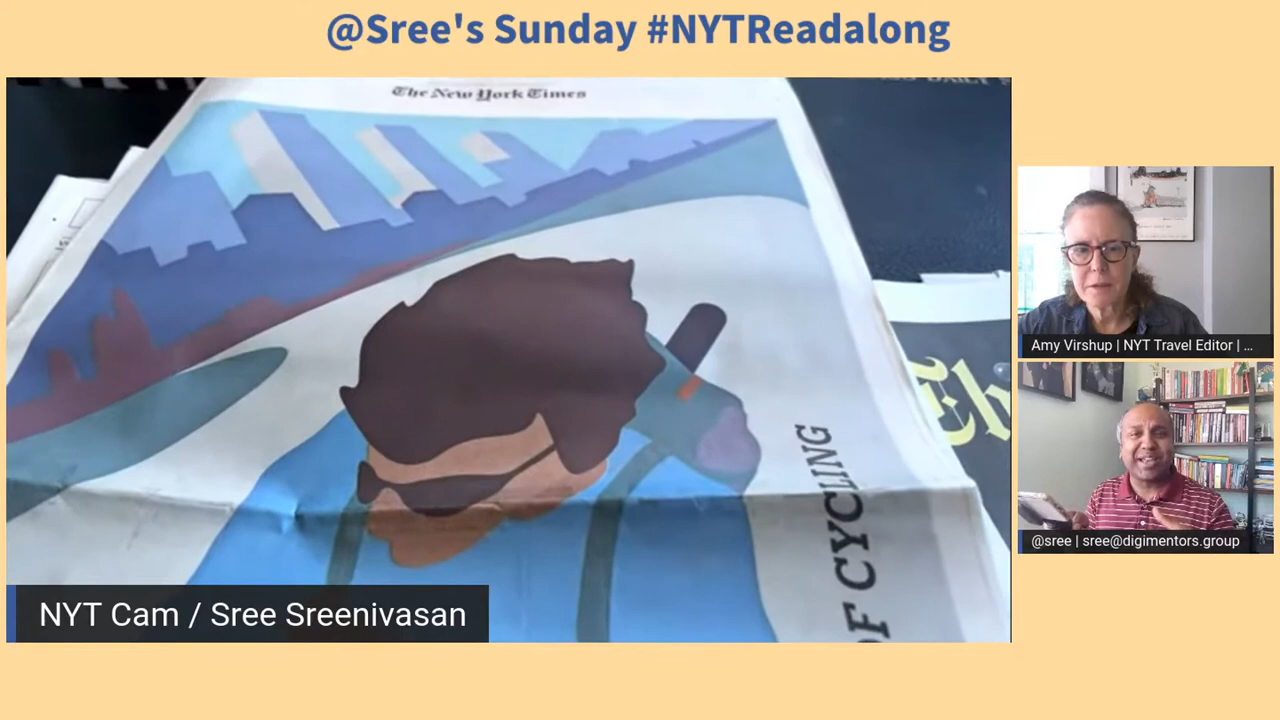 @Sree's Sunday #NYTReadalong
The New York Times
OF CYCLING
NYT Cam / Sree Sreenivasan
Amy Virshup | NYT Travel Editor | ...
@sree | sree@digimentors.group